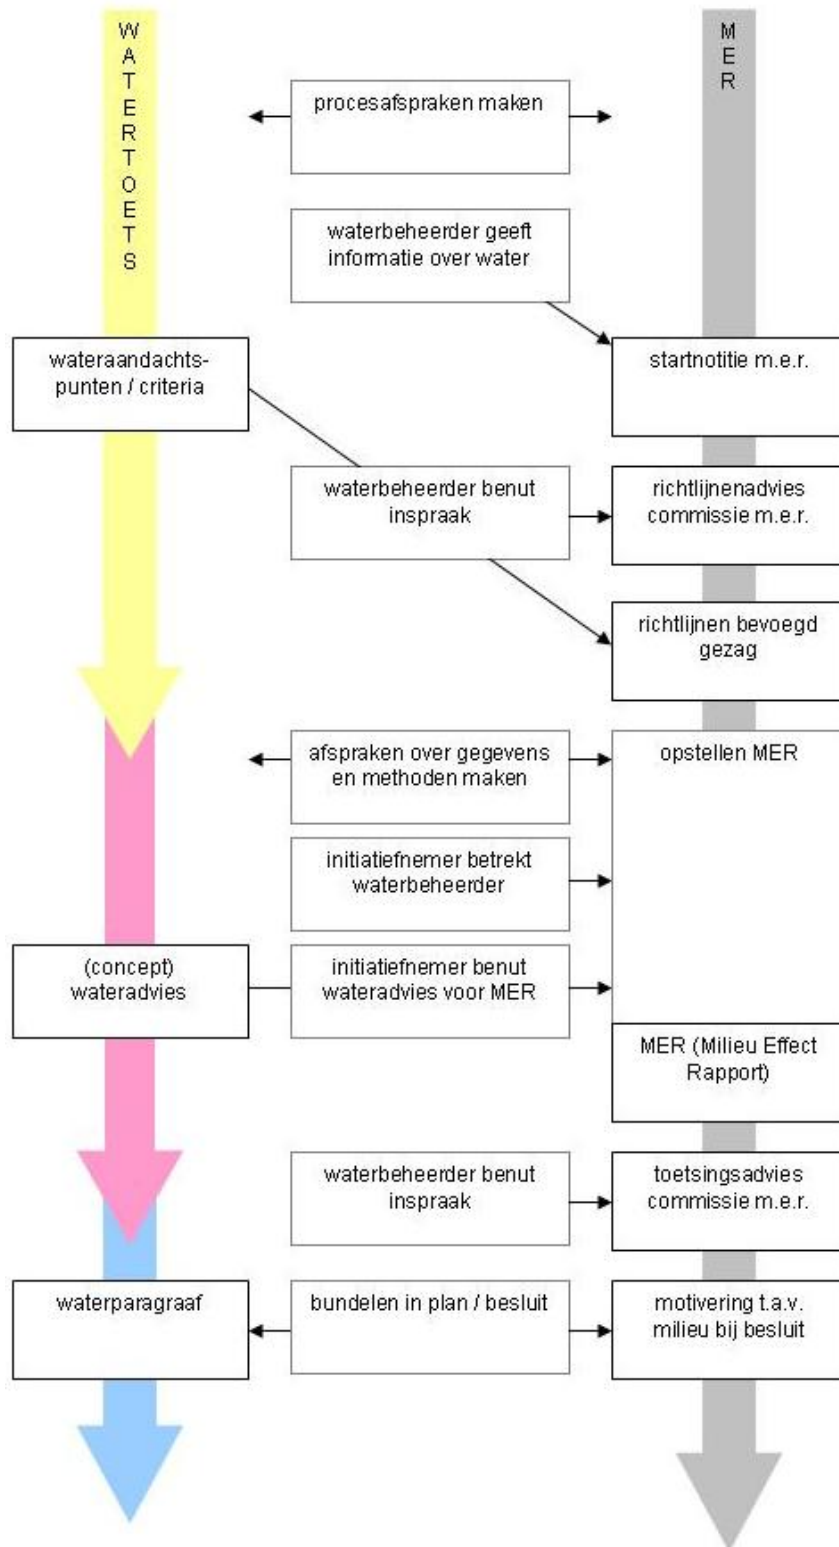 WATERTOETS
MER
procesafspraken maken
waterbeheerder geeft
informatie over water
wateraandachts-
punten / criteria
startnotitie m.e.r.
waterbeheerder benut
inspraak
richtlijnenadvies
commissie m.e.r.
richtlijnen bevoegd
gezag
afspraken over gegevens
en methoden maken
opstellen MER
initiatiefnemer betrekt
waterbeheerder
(concept)
wateradvies
initiatiefnemer benut
wateradvies voor MER
MER (Milieu Effect
Rapport)
waterbeheerder benut
inspraak
toetsingsadvies
commissie m.e.r.
waterparagraaf
bundelen in plan / besluit
motivering t.a.v.
milieu bij besluit